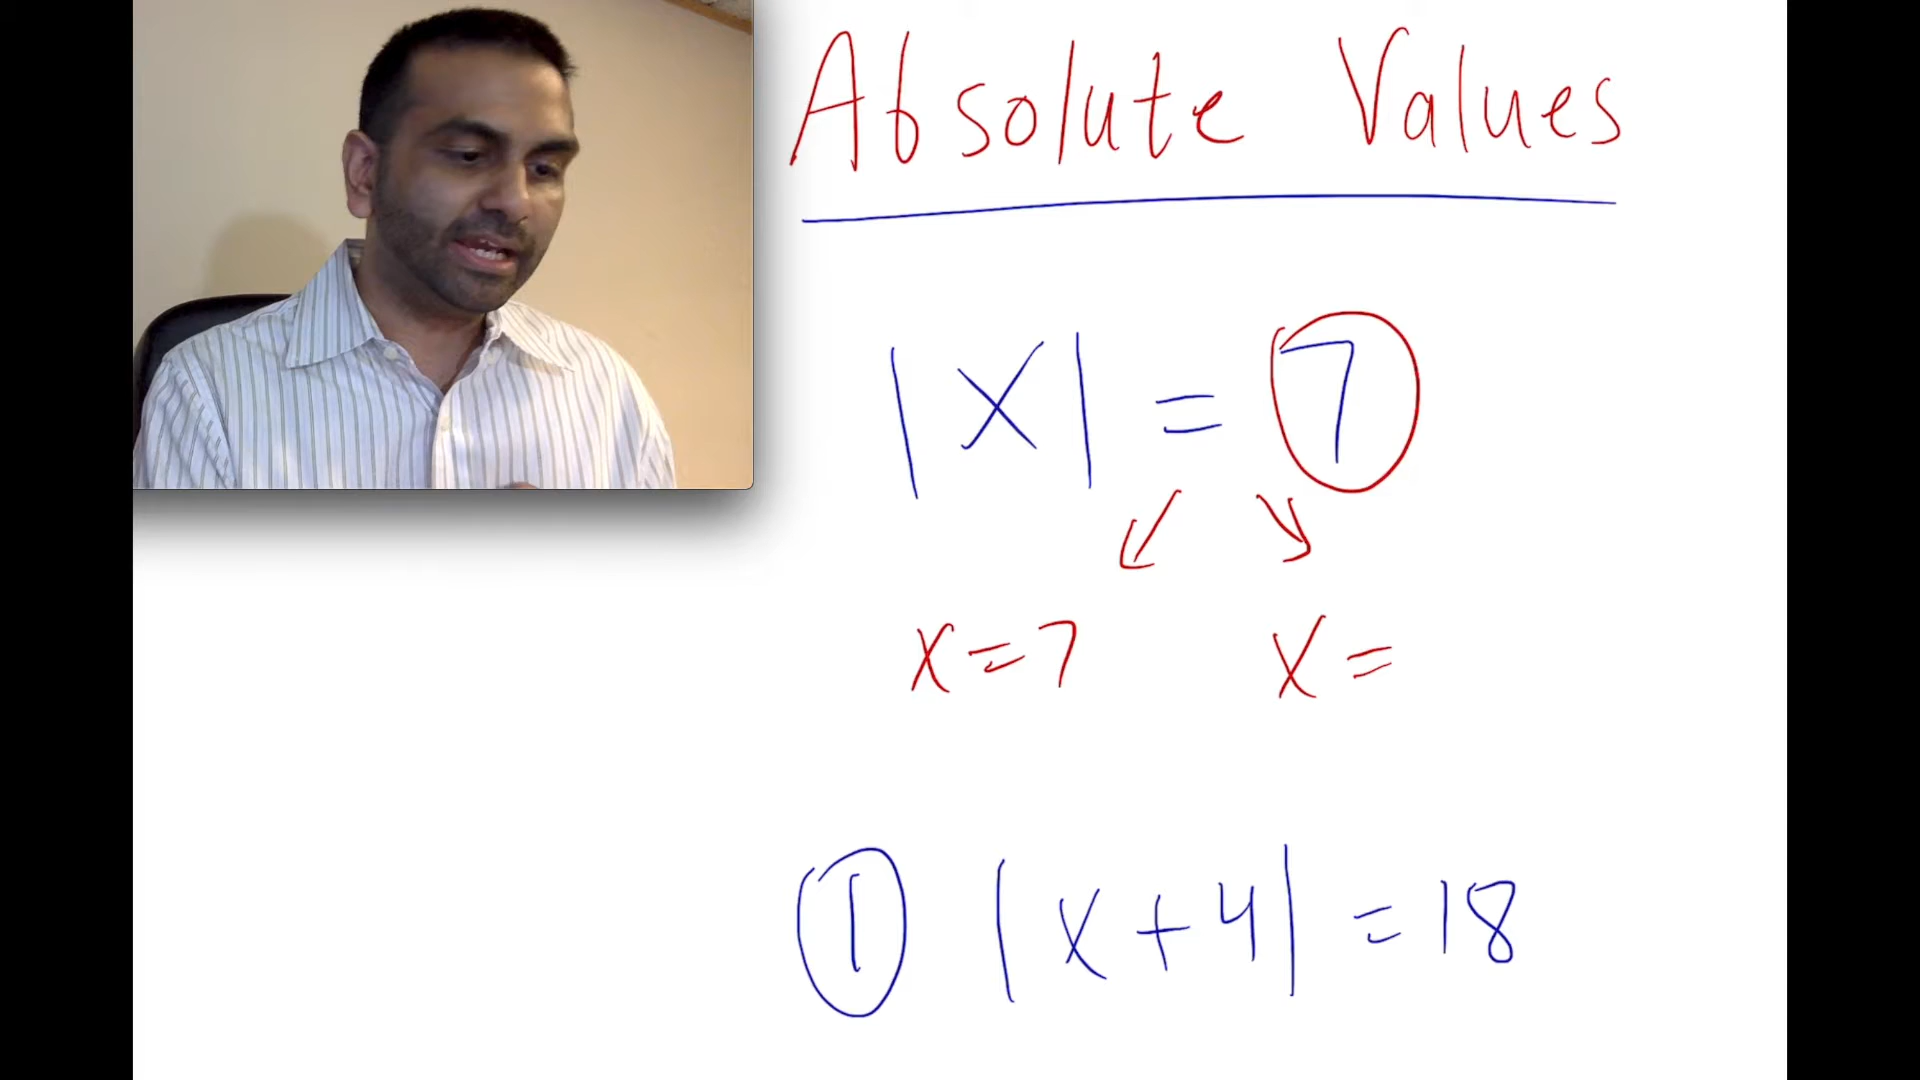 Absolute Values
|x| = 7
x=7 x=
1 |x+4| = 18